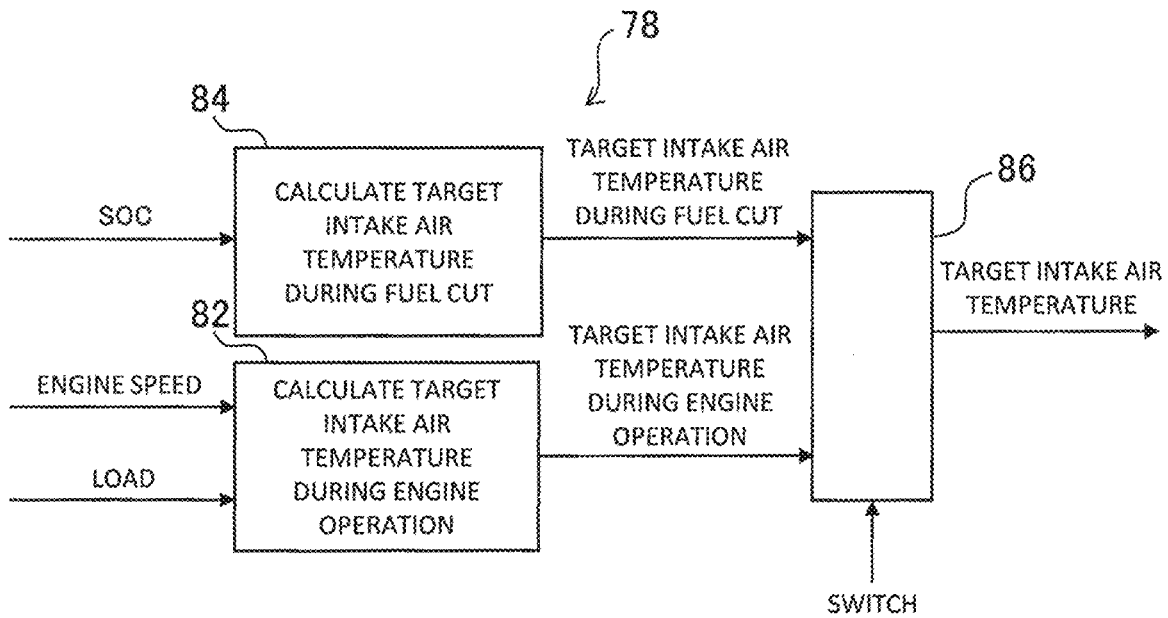 78
84
CALCULATE TARGET
INTAKE AIR
TEMPERATURE
DURING FUEL CUT
SOC
TARGET INTAKE AIR
TEMPERATURE
DURING FUEL CUT
86
TARGET INTAKE AIR
TEMPERATURE
82
ENGINE SPEED
LOAD
CALCULATE TARGET
INTAKE AIR
TEMPERATURE
DURING ENGINE
OPERATION
TARGET INTAKE AIR
TEMPERATURE
DURING ENGINE
OPERATION
SWITCH